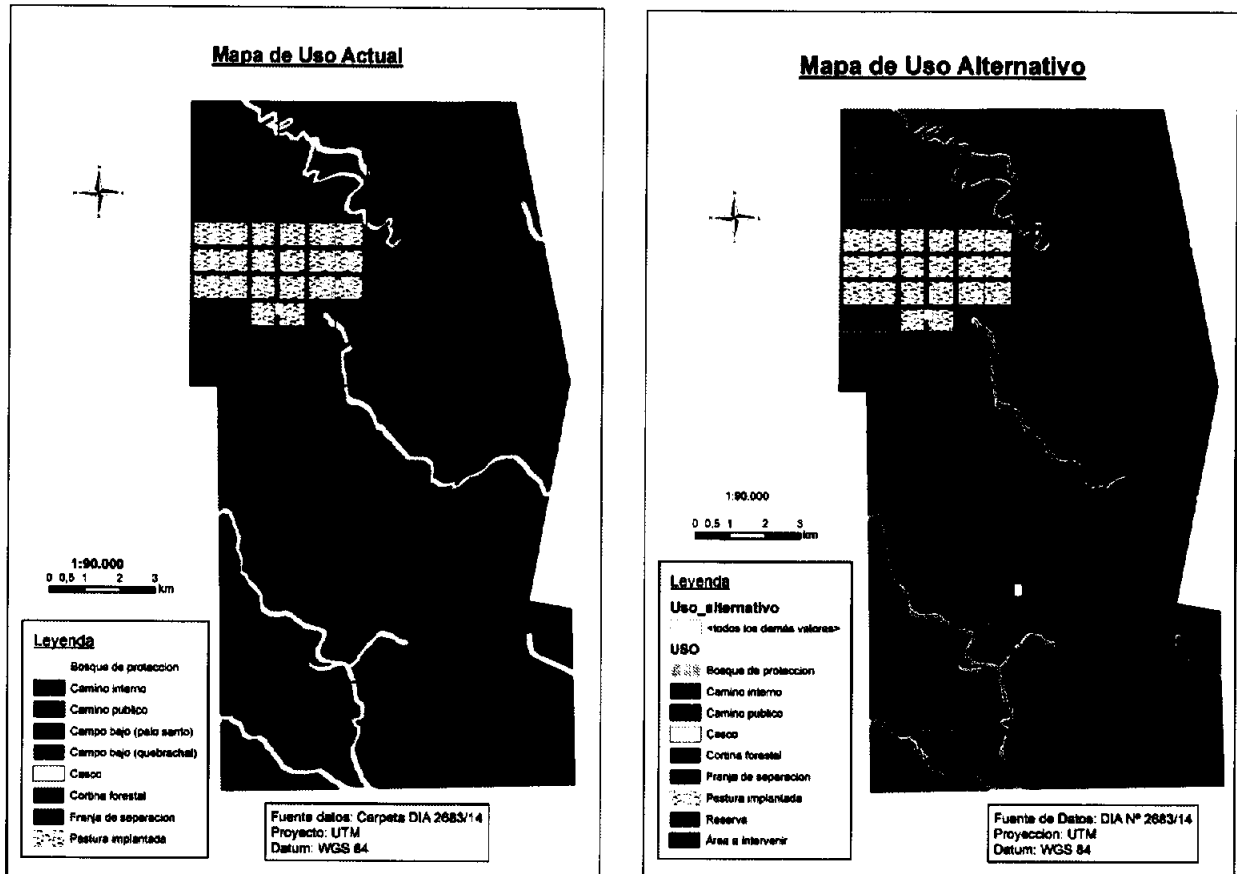 Mapa de Uso Actual
1:90.000
0 0,5 1 2 3
km
Leyenda
Bosque de proteccion
Camino interno
Camino publico
Campo bajo (palo santo)
Campo bajo (quebrachal)
Casco
Cortina forestal
Franja de separacion
Pastura implantada
Fuente datos: Carpeta DIA 2683/14
Proyecto: UTM
Datum: WGS 84
Mapa de Uso Alternativo
1:90.000
0 0,5 1 2 3
km
Leyenda
Uso_alternativo
<todos los demás valores>
USO
Bosque de proteccion
Camino interno
Camino publico
Casco
Cortina forestal
Franja de separacion
Pastura implantada
Reserva
Área a intervenir
Fuente de Datos: DIA Nº 2683/14
Proyeccion: UTM
Datum: WGS 84